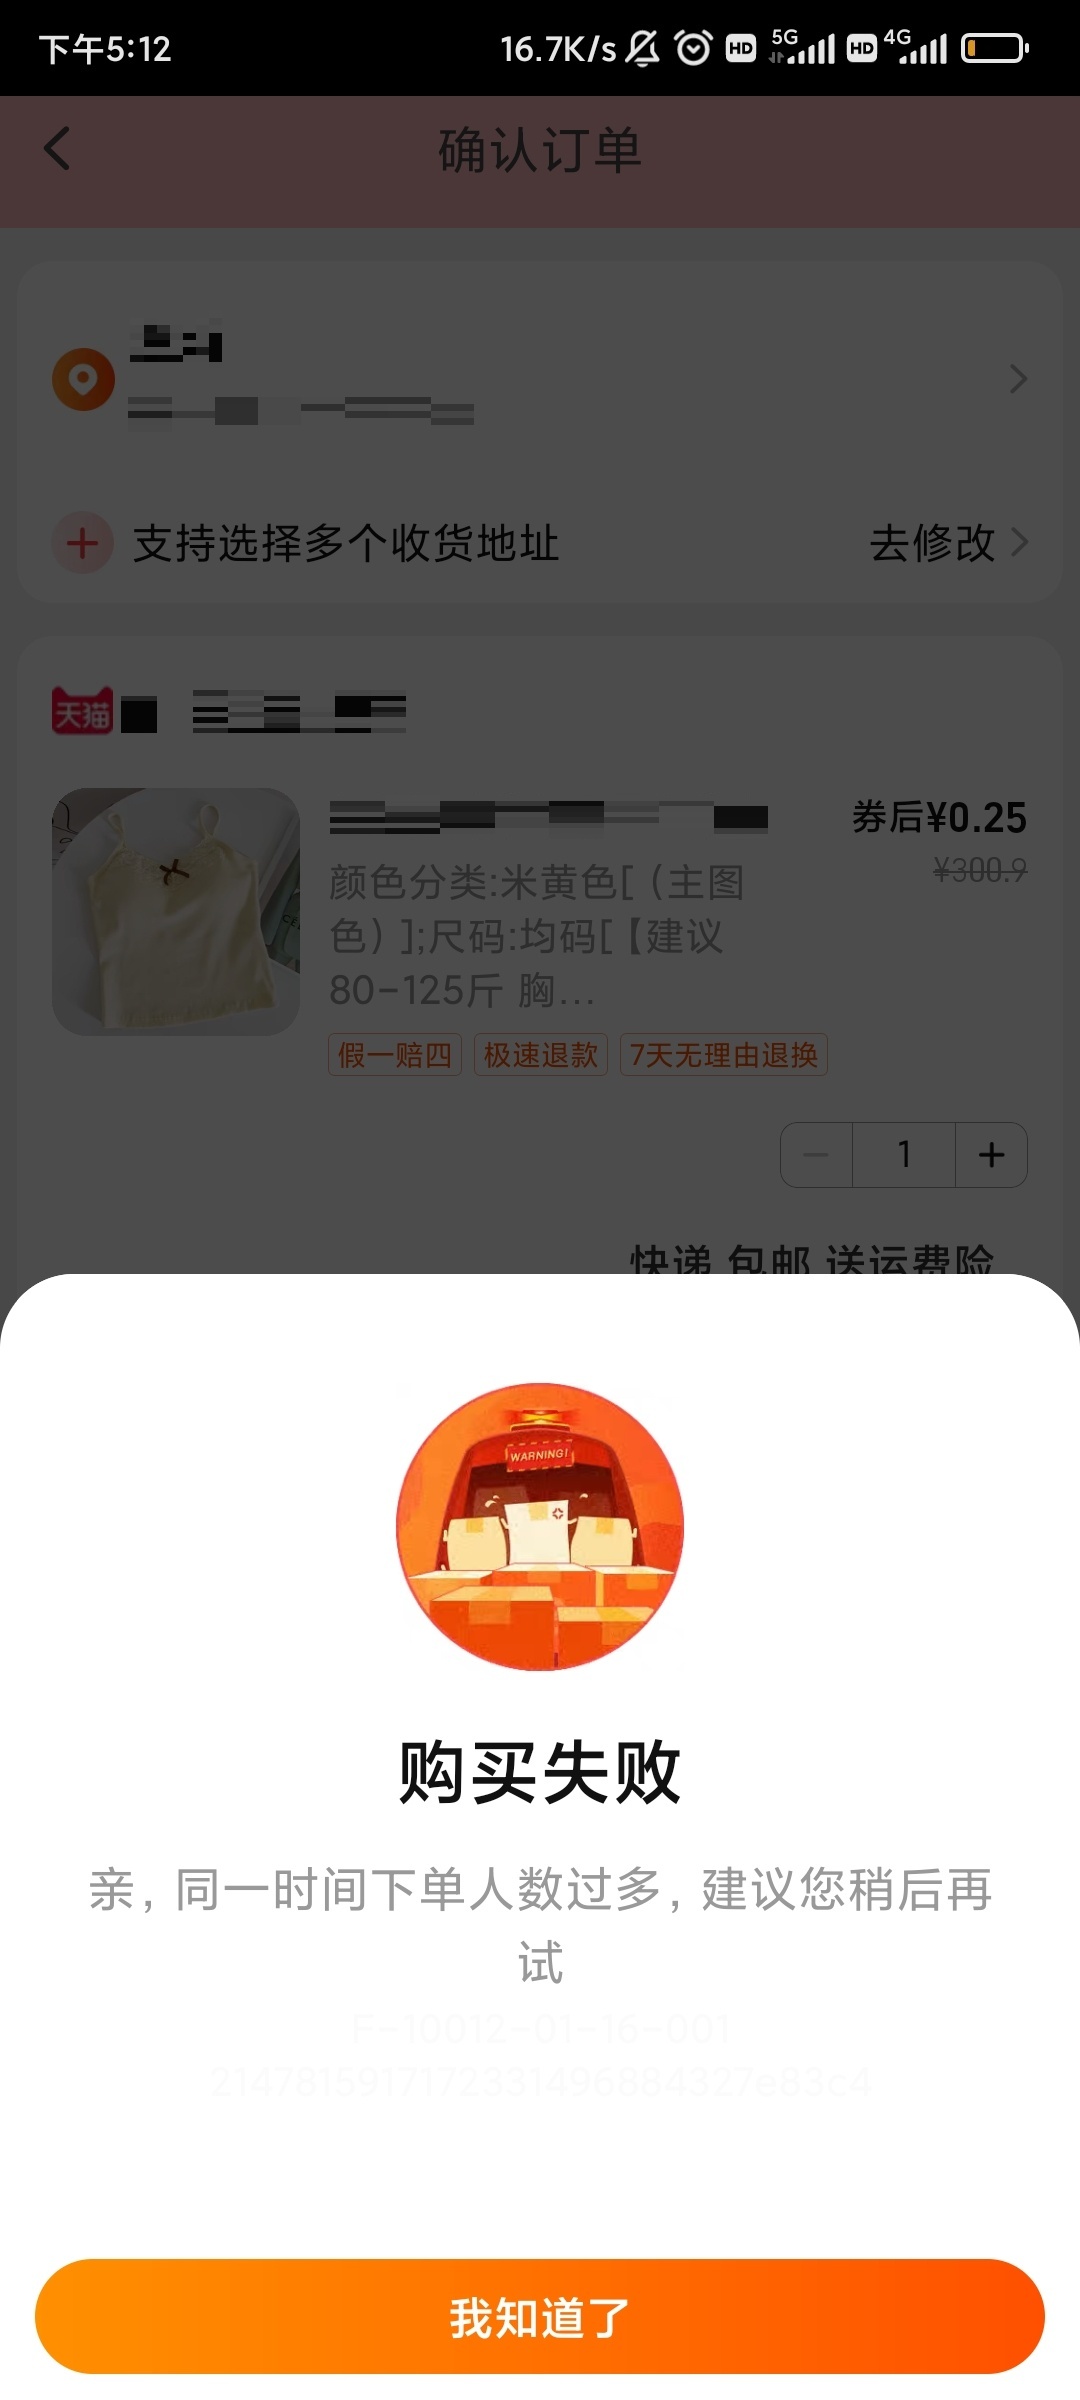 下午5:12
16.7K/s
HD
5G
HD
4G
确认订单
支持选择多个收货地址
去修改
天猫
券后¥0.25
¥300.9
颜色分类:米黄色[（主图
色）];尺码:均码[【建议
80-125斤 胸...
假一赔四
极速退款
7天无理由退换
1
快递 包邮 送运费险
WARNING!
购买失败
亲，同一时间下单人数过多，建议您稍后再
试
F-10012-01-16-001
我知道了